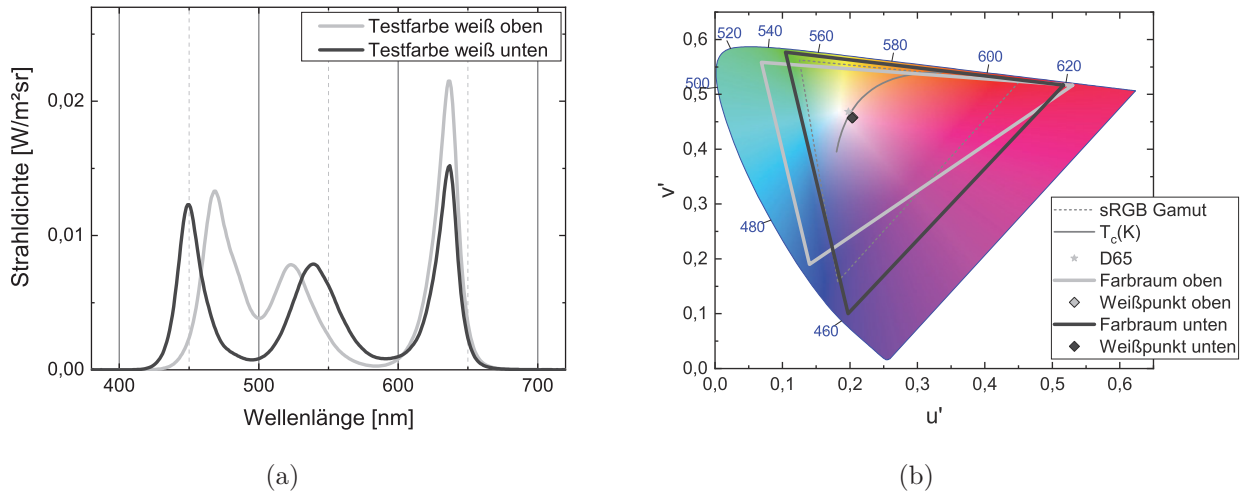 Testfarbe weiß oben
Testfarbe weiß unten
Strahldichte [W/m²sr]
0,02
0,01
0,00
400 500 600 700
Wellenlänge [nm]
(a)
520 540 560 580 600 620
500
480
460
v'
0,6
0,5
0,4
0,3
0,2
0,1
0,0
0,0 0,1 0,2 0,3 0,4 0,5 0,6
u'
sRGB Gamut
Tc(K)
D65
Farbraum oben
Weißpunkt oben
Farbraum unten
Weißpunkt unten
(b)